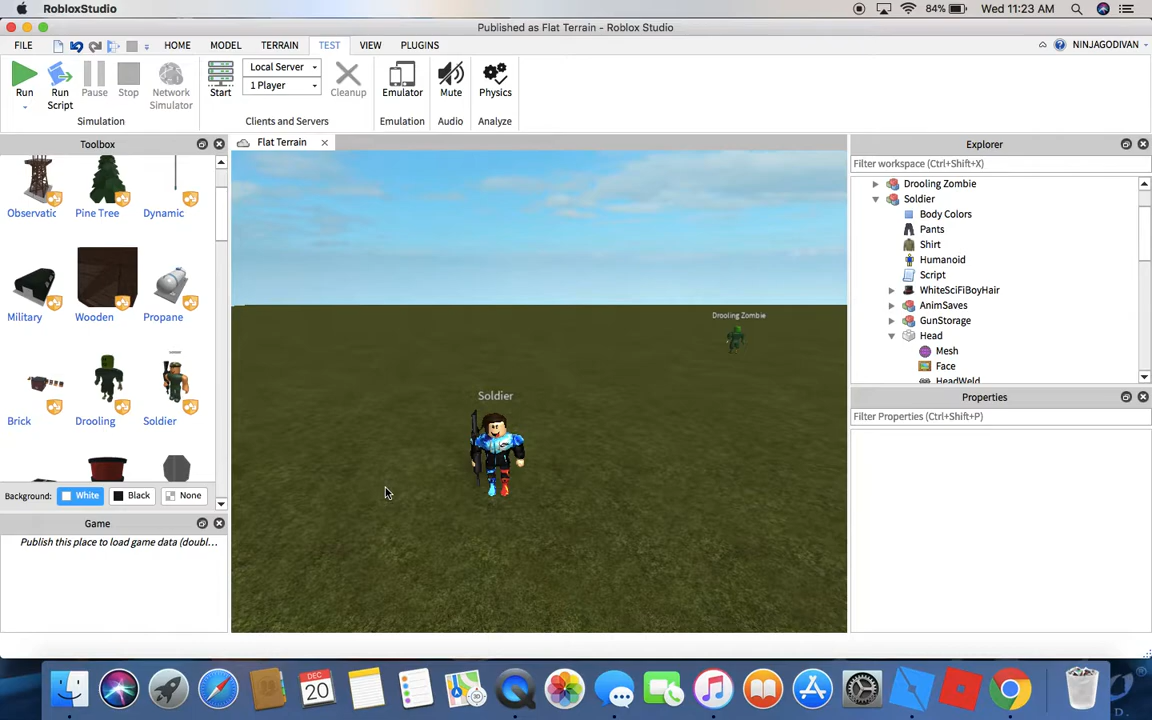 RobloxStudio
84%
Wed 11:23 AM
Published as Flat Terrain - Roblox Studio
FILE
HOME
MODEL
TERRAIN
TEST
VIEW
PLUGINS
NINJAGODIVAN
Run
Run
Script
Pause
Stop
Network
Simulator
Simulation
Start
Local Server
1 Player
Cleanup
Clients and Servers
Emulator
Emulation
Mute
Audio
Physics
Analyze
Toolbox
Flat Terrain
Explorer
Filter workspace (Ctrl+Shift+X)
Observatic
Pine Tree
Dynamic
Military
Wooden
Propane
Brick
Drooling
Soldier
Background:
White
Black
None
Game
Publish this place to load game data (doubl...
Drooling Zombie
Soldier
Drooling Zombie
Soldier
Body Colors
Pants
Shirt
Humanoid
Script
WhiteSciFiBoyHair
AnimSaves
GunStorage
Head
Mesh
Face
HeadWeld
Properties
Filter Properties (Ctrl+Shift+P)
DEC
20